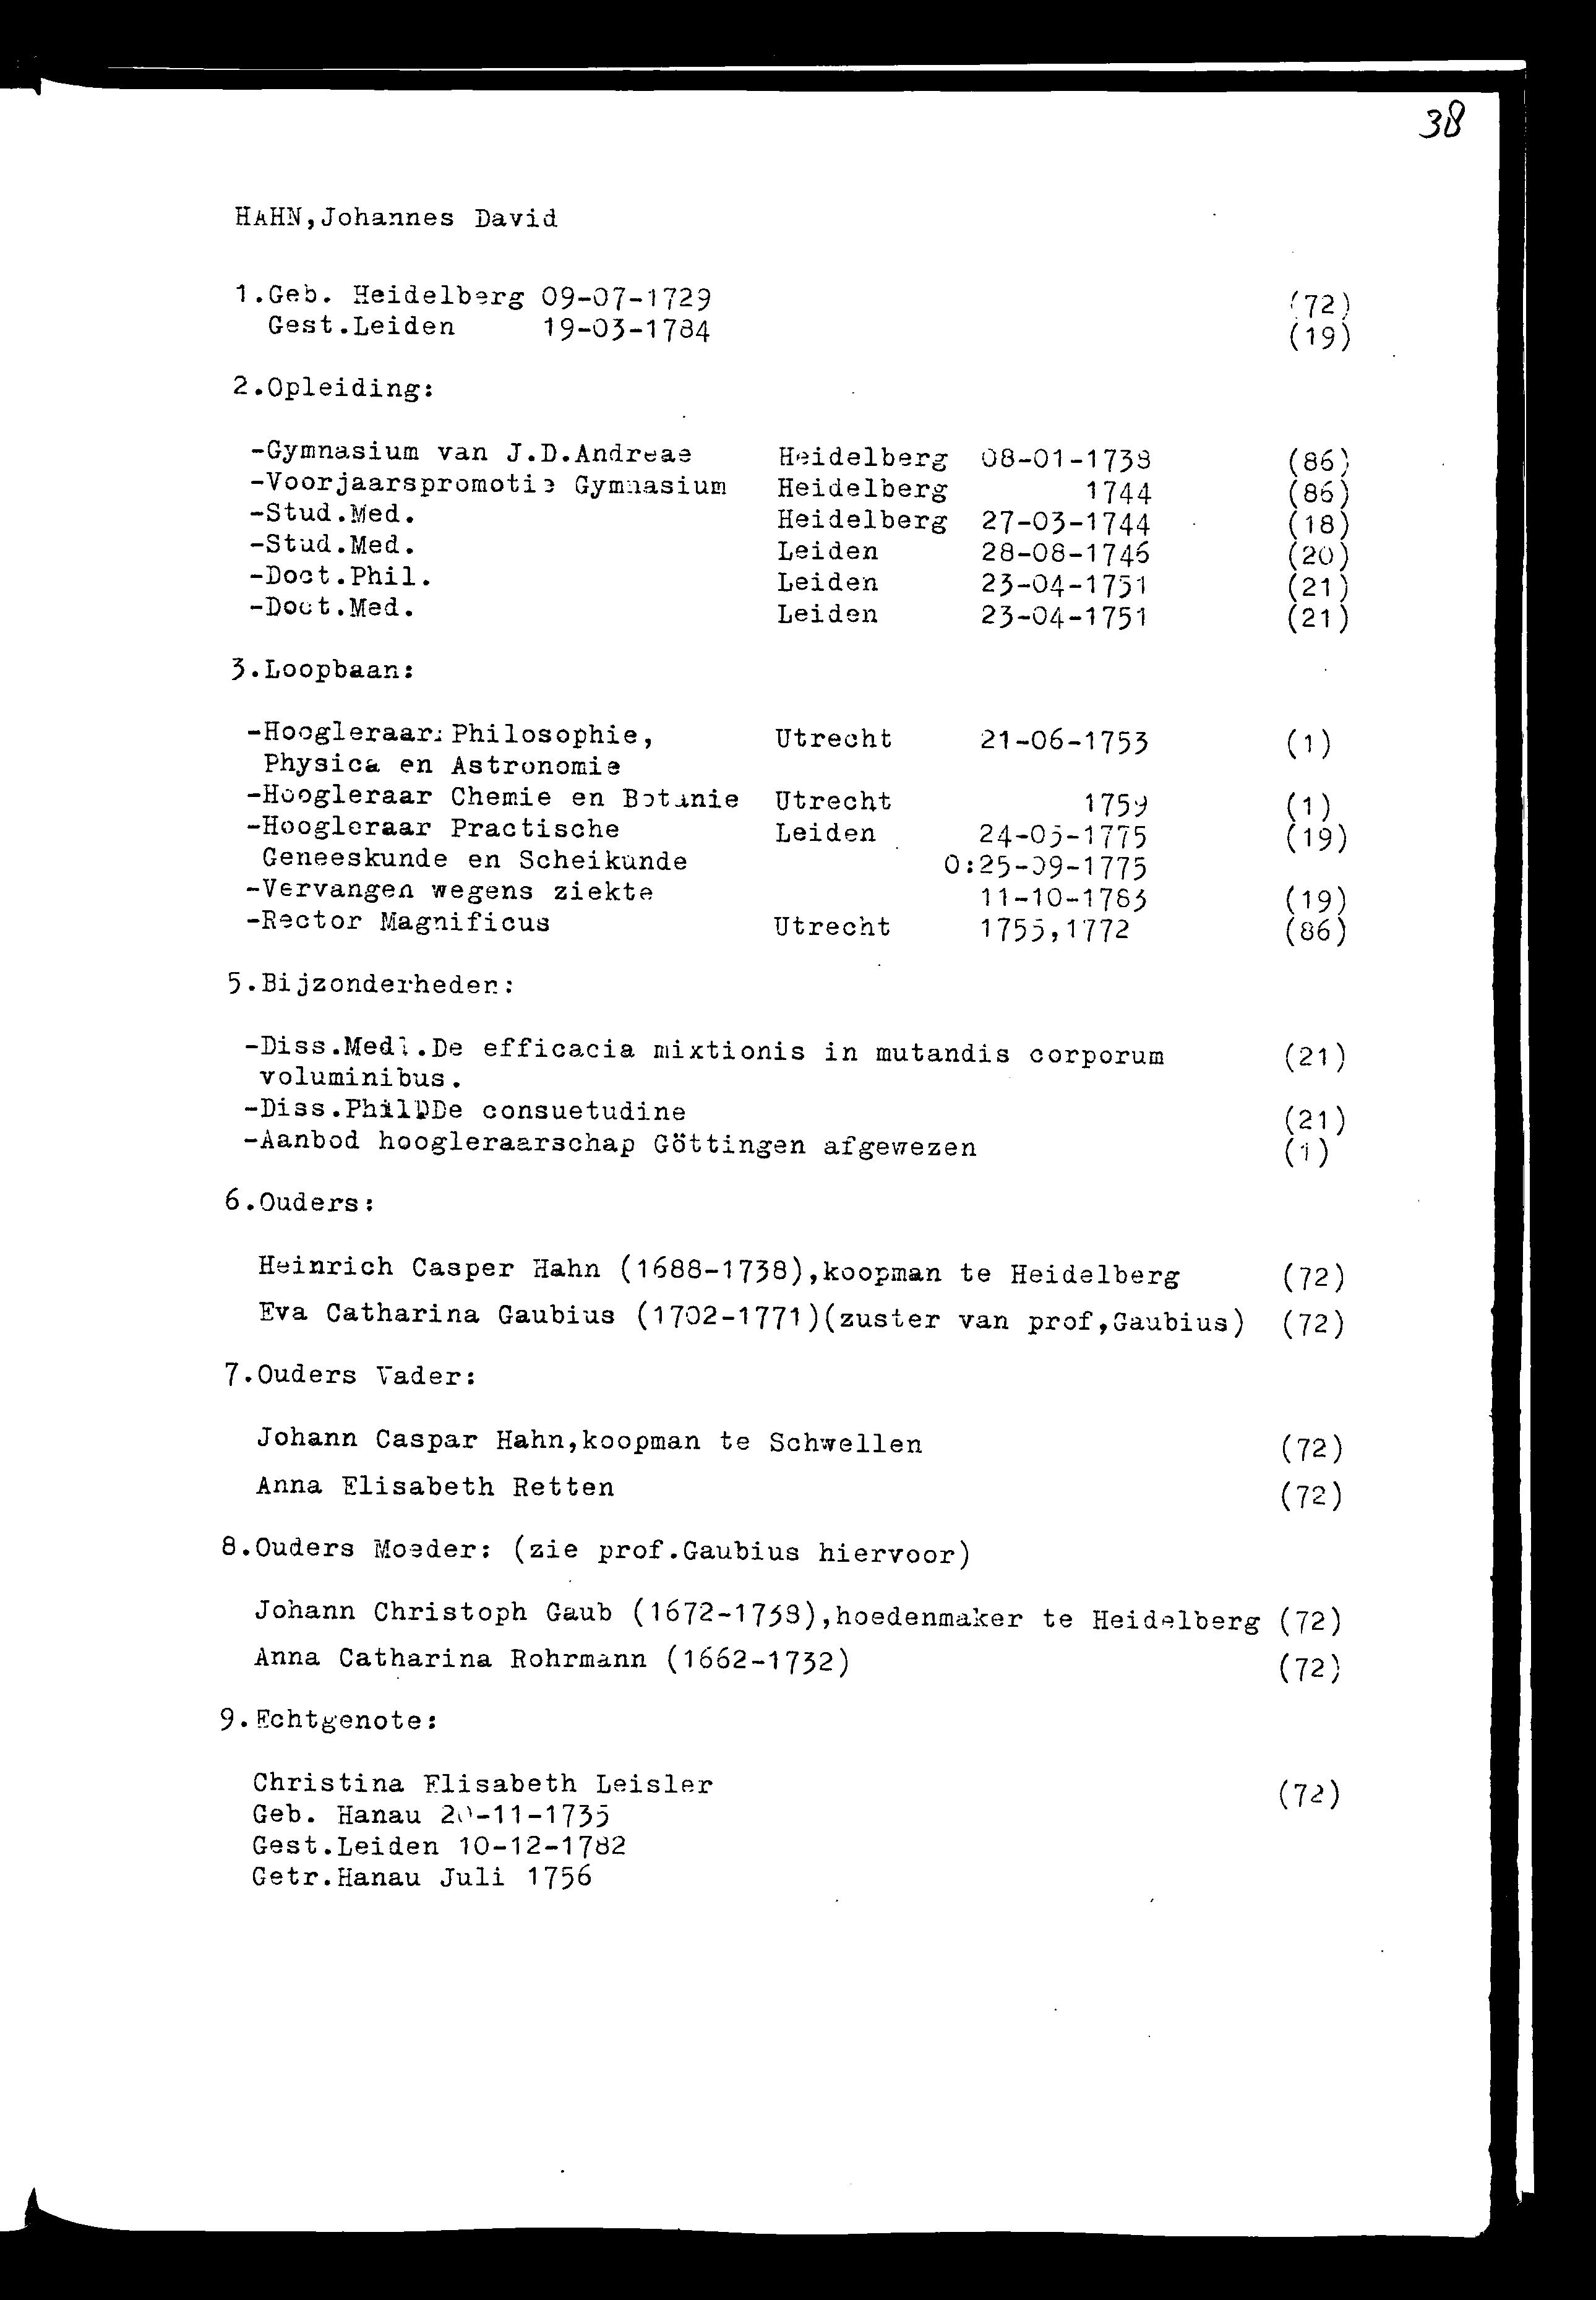 38
HAHN,Johannes David
1.Geb. Heidelberg 09-07-1729 (72)
Gest.Leiden 19-03-1784 (19)
2.Opleiding:
-Gymnasium van J.D.Andreae Heidelberg 08-01-1738 (86)
-Voorjaarspromotie Gymnasium Heidelberg 1744 (86)
-Stud.Med. Heidelberg 27-03-1744 (18)
-Stud.Med. Leiden 28-08-1746 (20)
-Doct.Phil. Leiden 23-04-1751 (21)
-Doct.Med. Leiden 23-04-1751 (21)
3.Loopbaan:
-Hoogleraar: Philosophie, Utrecht 21-06-1753 (1)
Physica en Astronomie
-Hoogleraar Chemie en Botanie Utrecht 1759 (1)
-Hoogleraar Practische Leiden 24-05-1775 (19)
Geneeskunde en Scheikunde 0:25-09-1775
-Vervangen wegens ziekte 11-10-1783 (19)
-Rector Magnificus Utrecht 1755,1772 (86)
5.Bijzonderheden:
-Diss.Med1.De efficacia mixtionis in mutandis corporum (21)
voluminibus.
-Diss.Phil De consuetudine (21)
-Aanbod hoogleraarschap Göttingen afgewezen (1)
6.Ouders:
Heinrich Casper Hahn (1688-1738),koopman te Heidelberg (72)
Eva Catharina Gaubius (1702-1771)(zuster van prof,Gaubius) (72)
7.Ouders Vader:
Johann Caspar Hahn,koopman te Schwellen (72)
Anna Elisabeth Retten (72)
8.Ouders Moeder: (zie prof.Gaubius hiervoor)
Johann Christoph Gaub (1672-1738),hoedenmaker te Heidelberg (72)
Anna Catharina Rohrmann (1662-1732) (72)
9.Echtgenote:
Christina Elisabeth Leisler (72)
Geb. Hanau 20-11-1735
Gest.Leiden 10-12-1782
Getr.Hanau Juli 1756